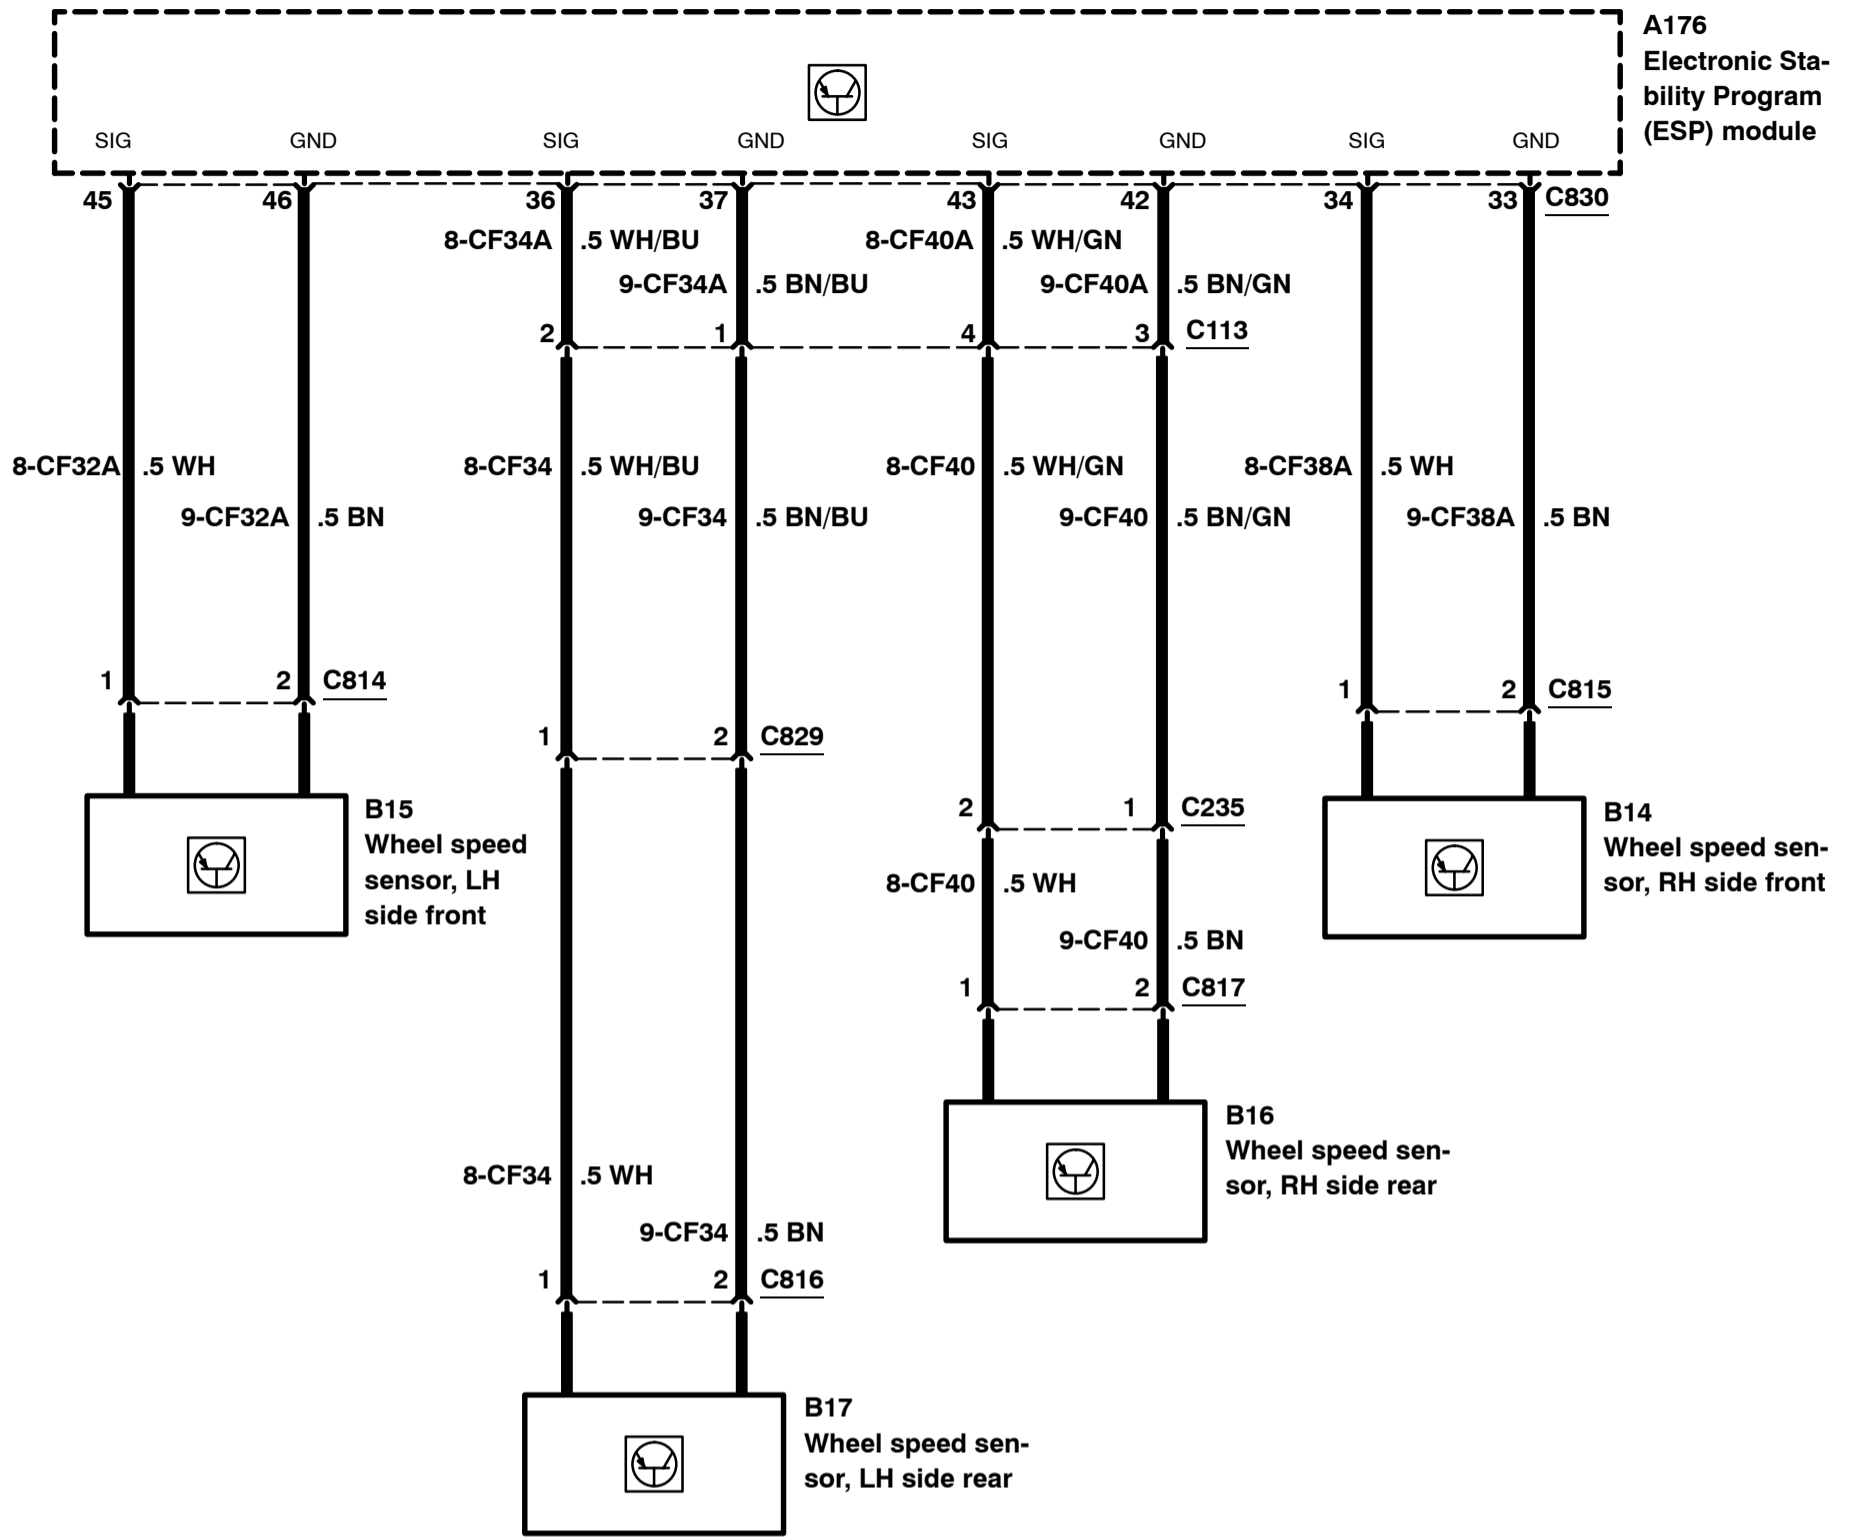 A176
Electronic Sta-
bility Program
(ESP) module
SIG GND SIG GND SIG GND SIG GND
45 46 36 37 43 42 34 33 C830
8-CF34A .5 WH/BU 8-CF40A .5 WH/GN
9-CF34A .5 BN/BU 9-CF40A .5 BN/GN
2 1 4 3 C113
8-CF32A .5 WH 8-CF34 .5 WH/BU 8-CF40 .5 WH/GN 8-CF38A .5 WH
9-CF32A .5 BN 9-CF34 .5 BN/BU 9-CF40 .5 BN/GN 9-CF38A .5 BN
1 2 C814
1 2 C815
1 2 C829
2 1 C235
B15
Wheel speed
sensor, LH
side front
B14
Wheel speed sen-
sor, RH side front
8-CF40 .5 WH
9-CF40 .5 BN
1 2 C817
B16
Wheel speed sen-
sor, RH side rear
8-CF34 .5 WH
9-CF34 .5 BN
1 2 C816
B17
Wheel speed sen-
sor, LH side rear